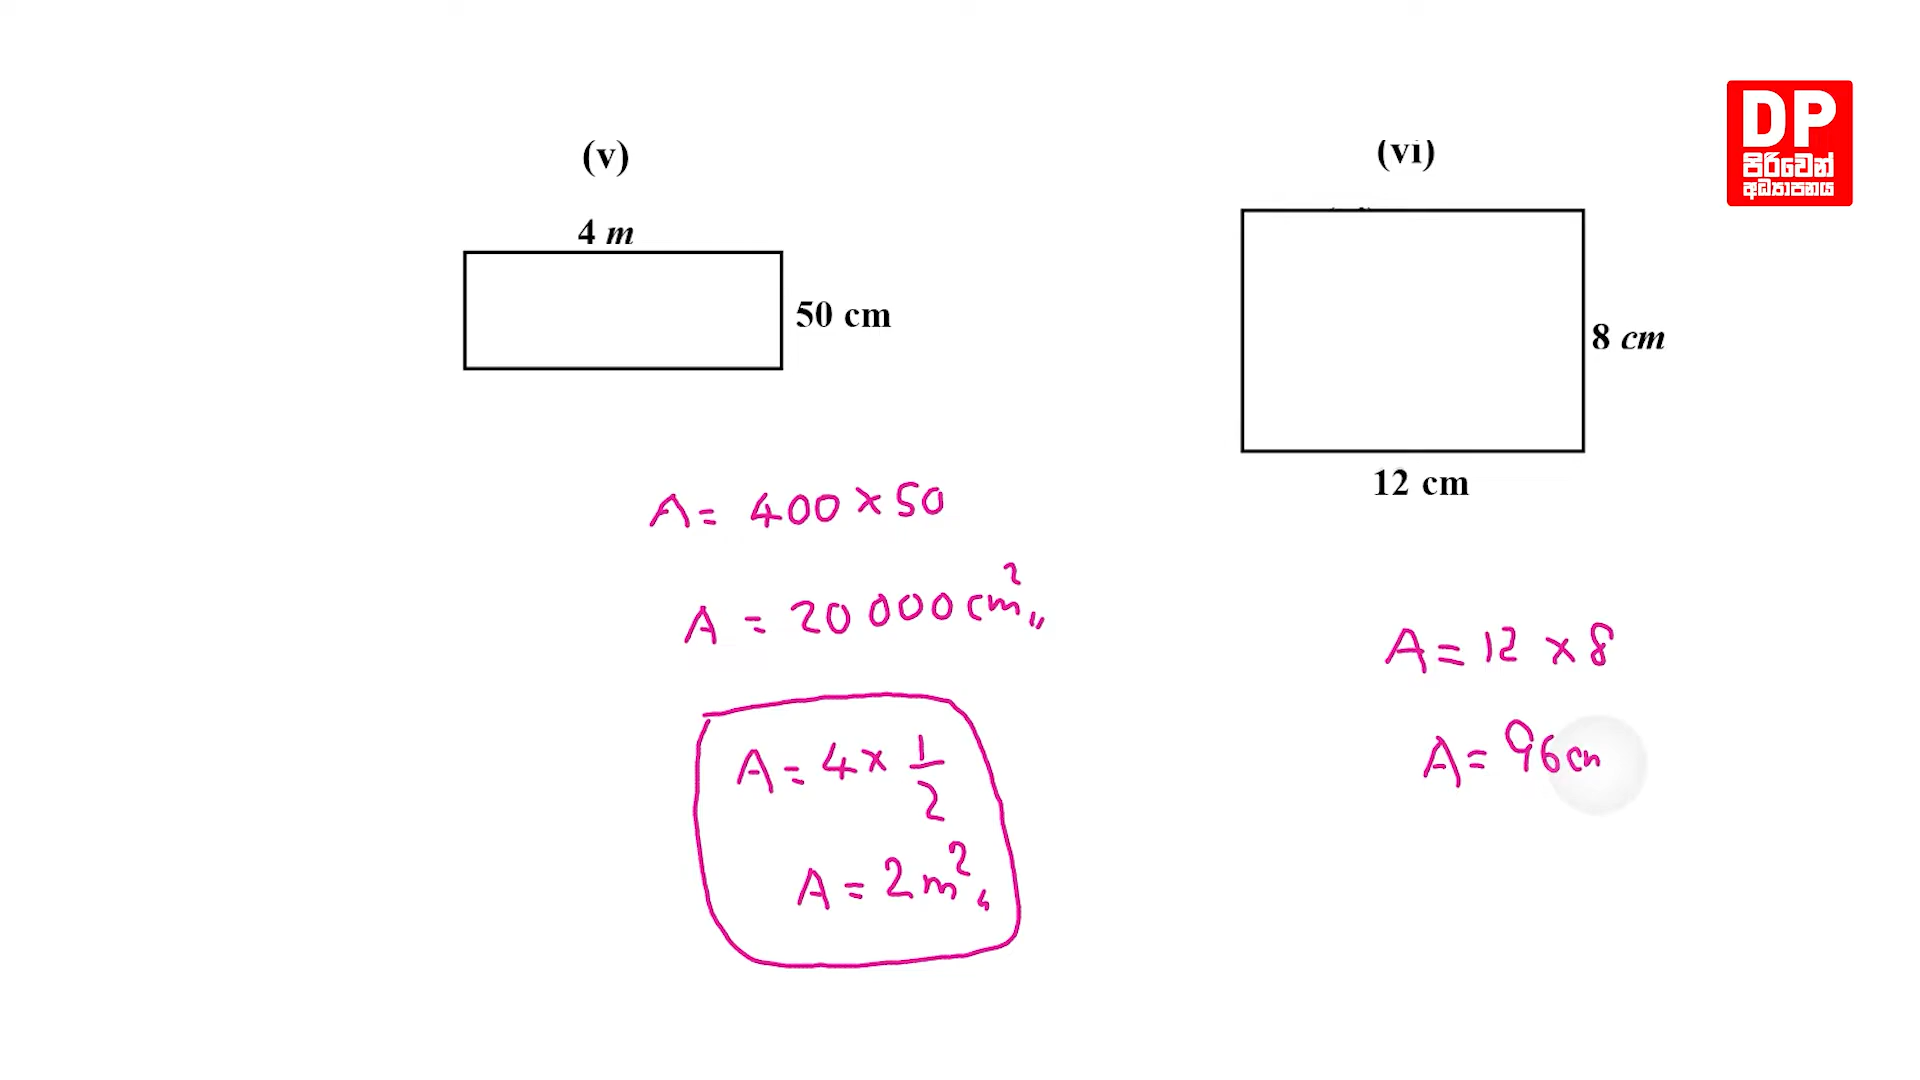 DP
පිරිවෙන්
අධ්‍යාපනය
(v)
4 m
50 cm
A = 400 × 50
A = 20 000 cm²
A = 4 × 1/2
A = 2 m²
(vi)
8 cm
12 cm
A = 12 × 8
A = 96 cm